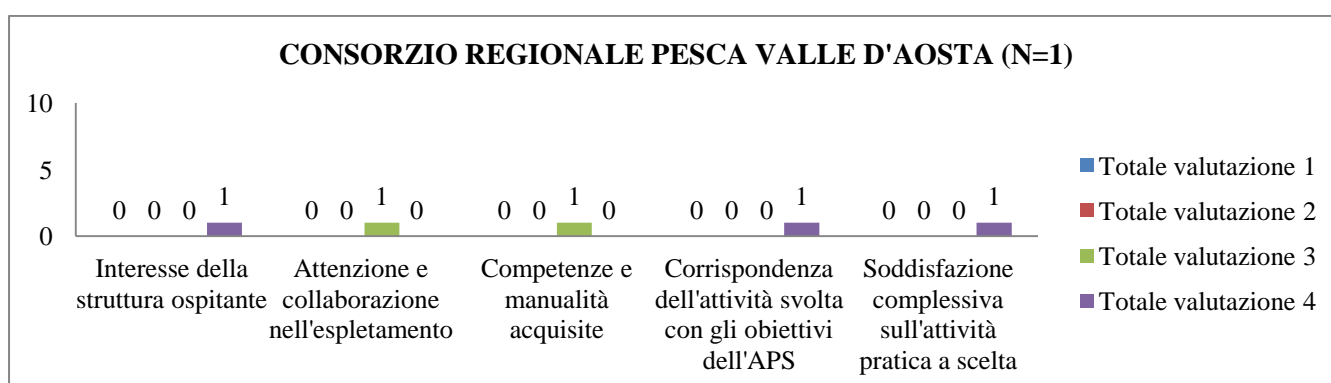 CONSORZIO REGIONALE PESCA VALLE D'AOSTA (N=1)
10
5
0
0 0 0 1
0 0 1 0
0 0 1 0
0 0 0 1
0 0 0 1
Interesse della
struttura ospitante
Attenzione e
collaborazione
nell'espletamento
Competenze e
manualità
acquisite
Corrispondenza
dell'attività svolta
con gli obiettivi
dell'APS
Soddisfazione
complessiva
sull'attività
pratica a scelta
Totale valutazione 1
Totale valutazione 2
Totale valutazione 3
Totale valutazione 4